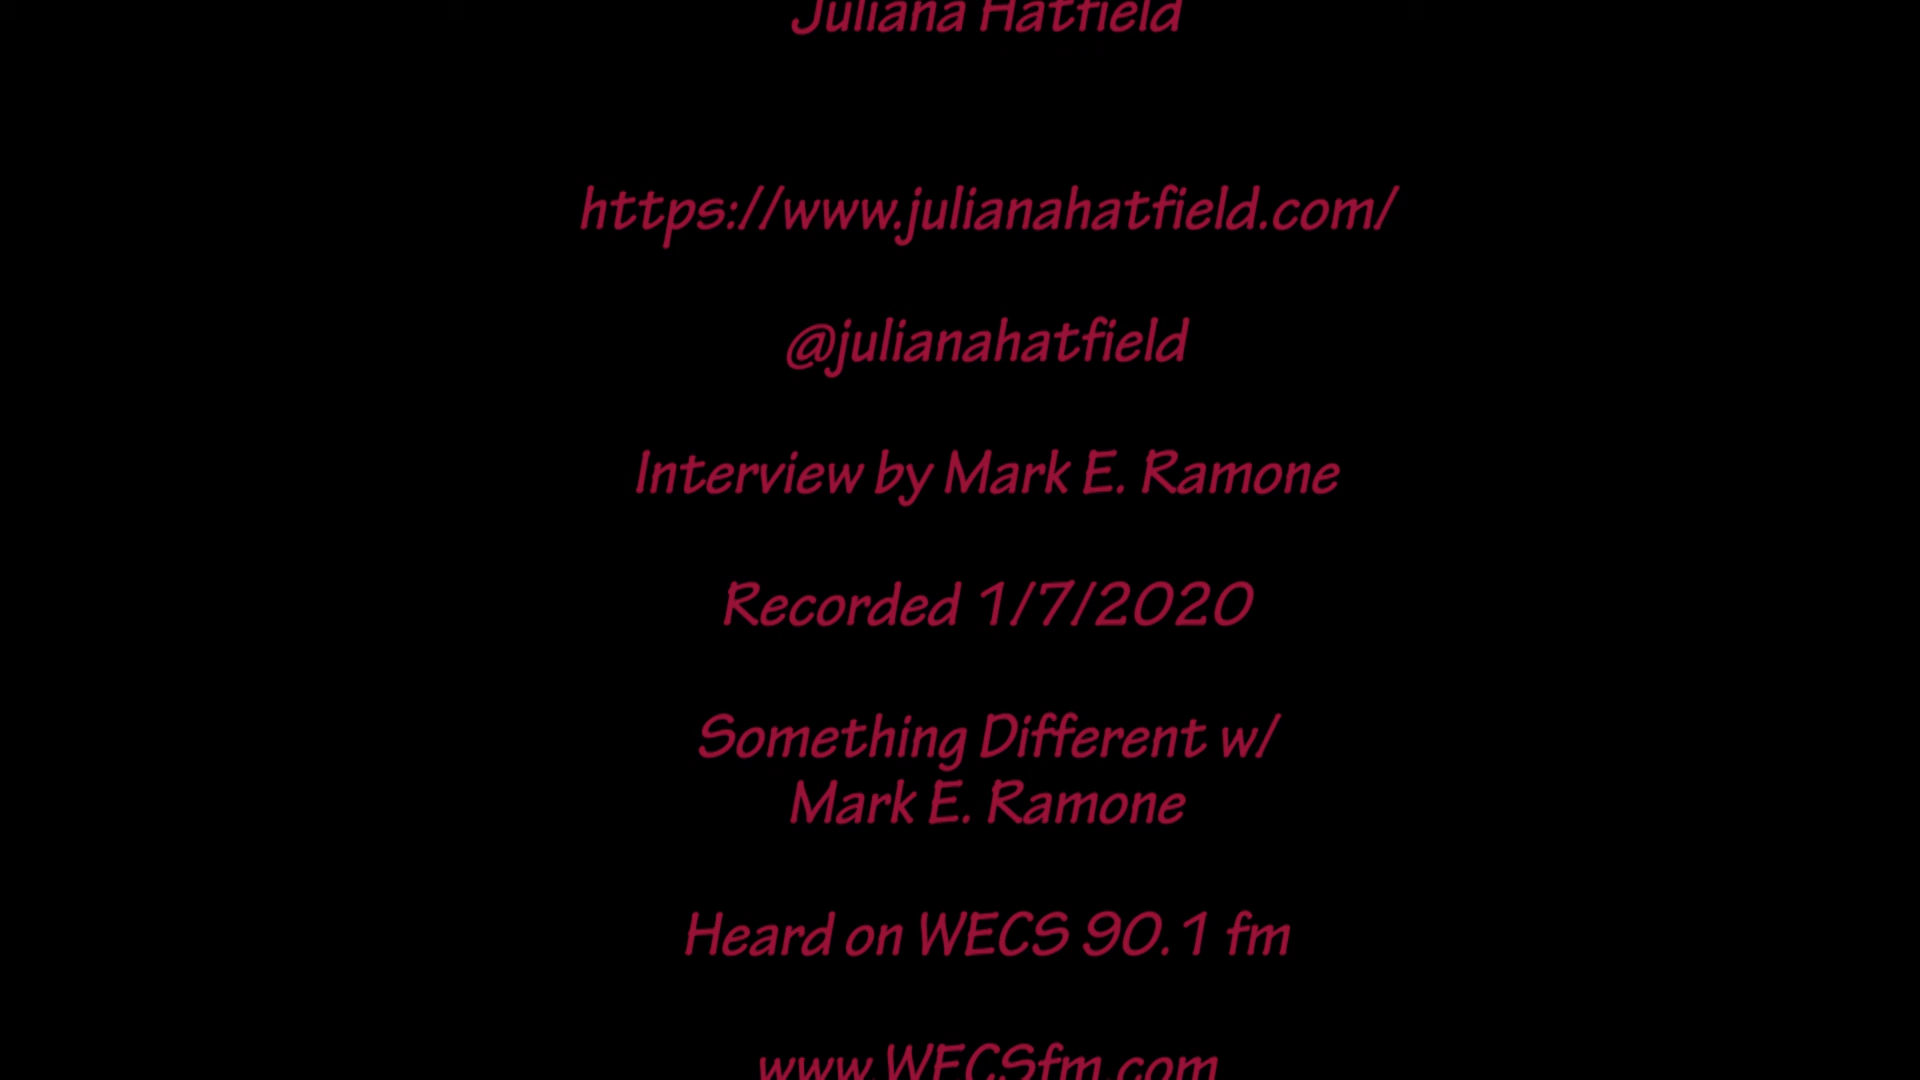 Juliana Hatfield
https://www.julianahatfield.com/
@julianahatfield
Interview by Mark E. Ramone
Recorded 1/7/2020
Something Different w/
Mark E. Ramone
Heard on WECS 90.1 fm
www.WECSfm.com